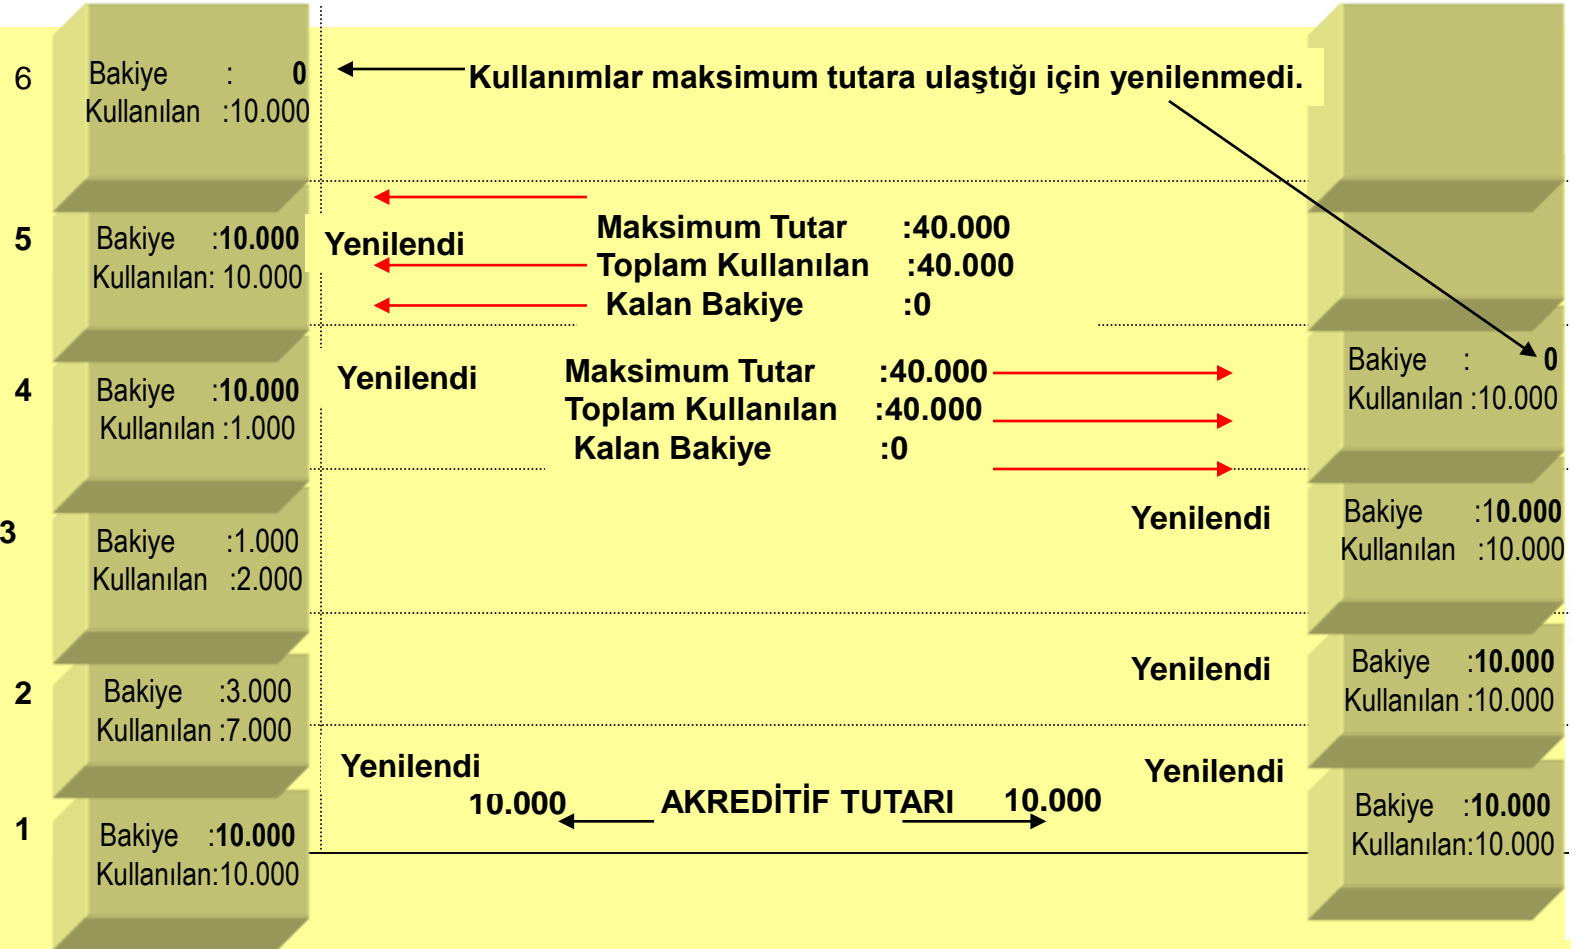 6
Bakiye : 0
Kullanılan :10.000
Kullanımlar maksimum tutara ulaştığı için yenilenmedi.
5
Bakiye :10.000
Kullanılan: 10.000
Yenilendi
Maksimum Tutar :40.000
Toplam Kullanılan :40.000
Kalan Bakiye :0
4
Bakiye :10.000
Kullanılan :1.000
Yenilendi
Maksimum Tutar :40.000
Toplam Kullanılan :40.000
Kalan Bakiye :0
Bakiye : 0
Kullanılan :10.000
3
Bakiye :1.000
Kullanılan :2.000
Yenilendi
Bakiye :10.000
Kullanılan :10.000
2
Bakiye :3.000
Kullanılan :7.000
Yenilendi
Bakiye :10.000
Kullanılan :10.000
1
Bakiye :10.000
Kullanılan:10.000
Yenilendi
10.000 AKREDİTİF TUTARI 10.000
Yenilendi
Bakiye :10.000
Kullanılan:10.000